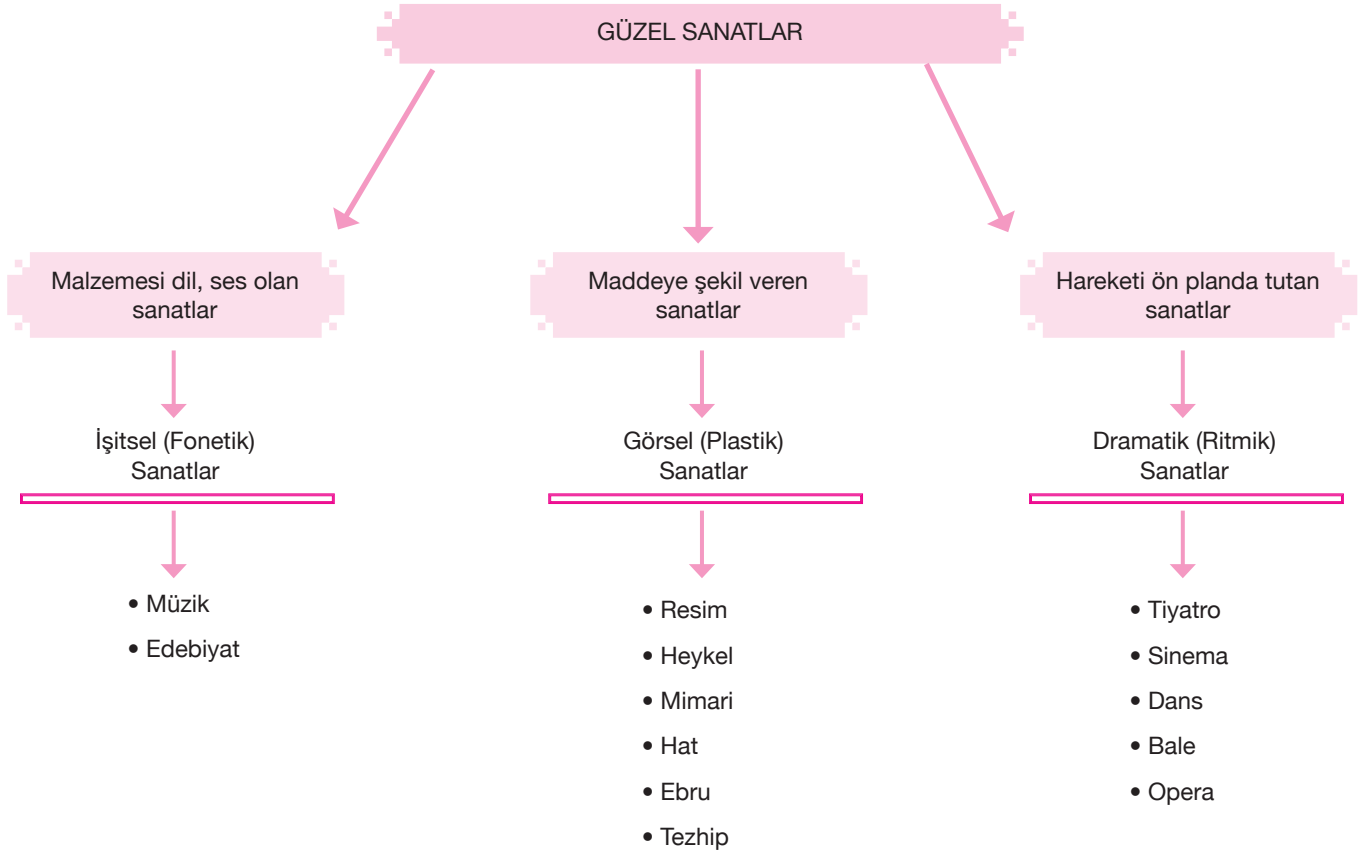 GÜZEL SANATLAR
Malzemesi dil, ses olan
sanatlar
İşitsel (Fonetik)
Sanatlar
• Müzik
• Edebiyat
Maddeye şekil veren
sanatlar
Görsel (Plastik)
Sanatlar
• Resim
• Heykel
• Mimari
• Hat
• Ebru
• Tezhip
Hareketi ön planda tutan
sanatlar
Dramatik (Ritmik)
Sanatlar
• Tiyatro
• Sinema
• Dans
• Bale
• Opera